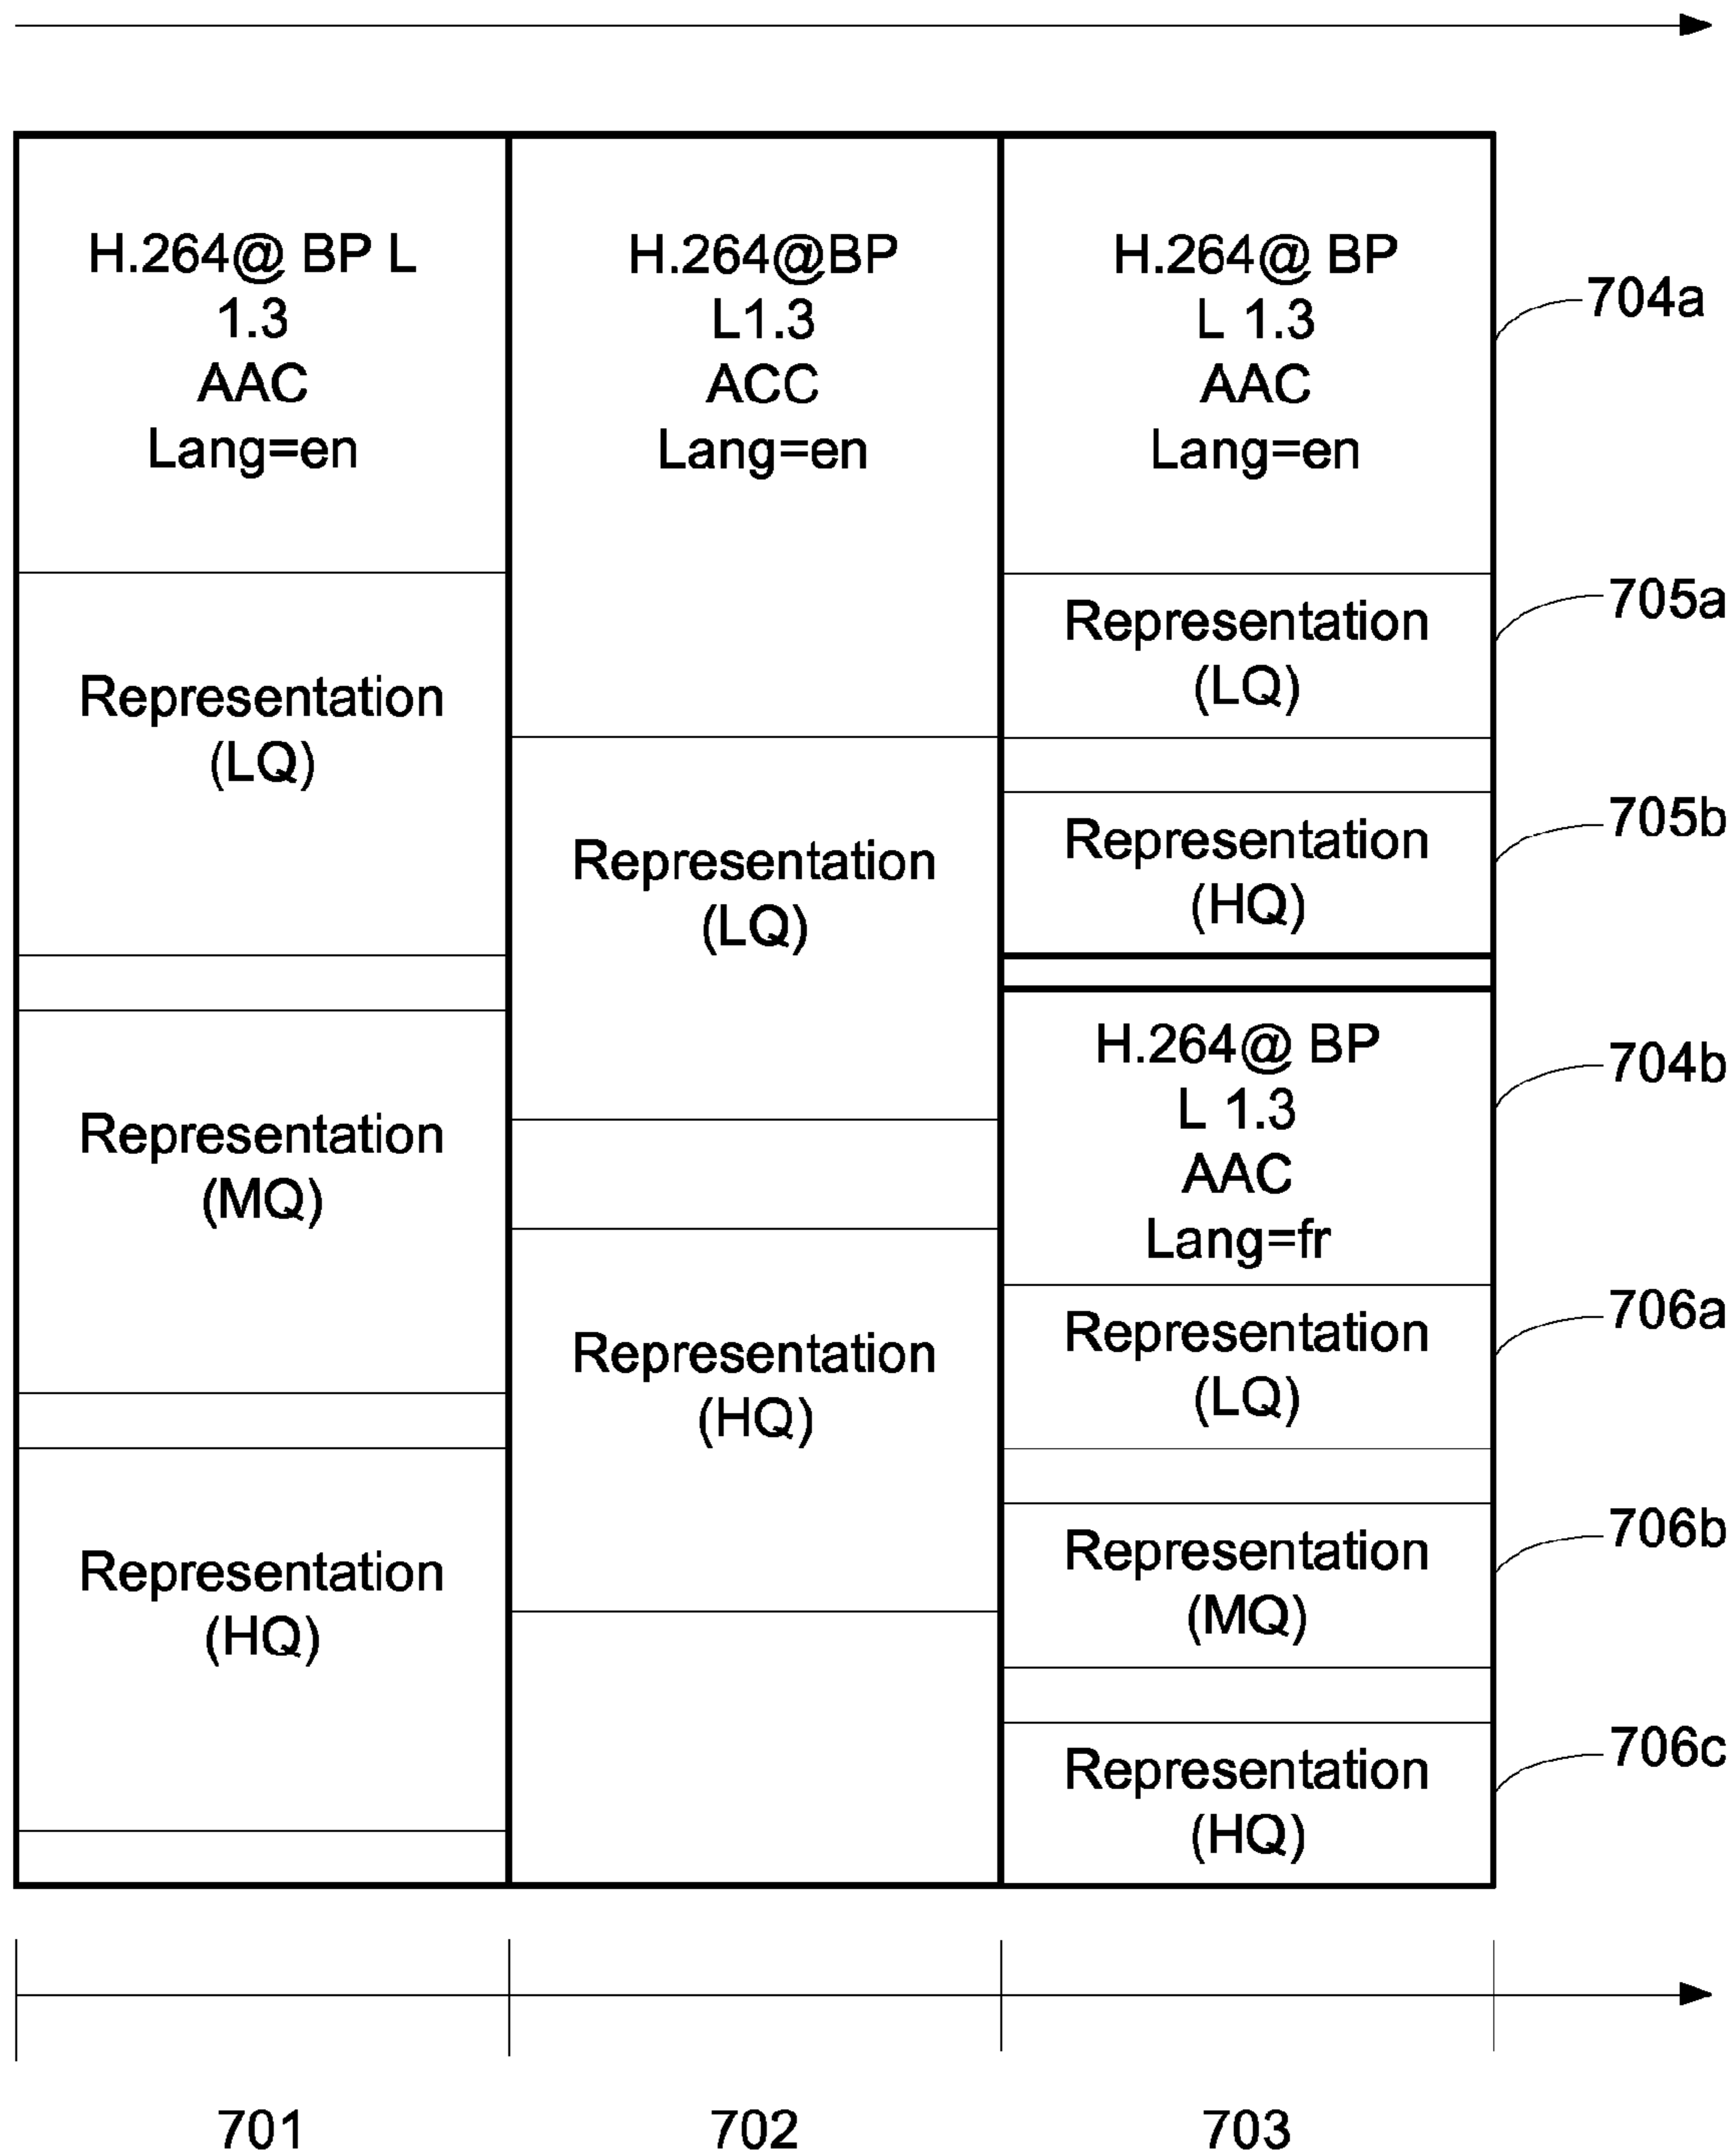 H.264@ BP L
1.3
AAC
Lang=en
Representation
(LQ)
Representation
(MQ)
Representation
(HQ)
H.264@BP
L1.3
ACC
Lang=en
Representation
(LQ)
Representation
(HQ)
H.264@ BP
L 1.3
AAC
Lang=en
Representation
(LQ)
Representation
(HQ)
H.264@ BP
L 1.3
AAC
Lang=fr
Representation
(LQ)
Representation
(MQ)
Representation
(HQ)
704a
705a
705b
704b
706a
706b
706c
701
702
703